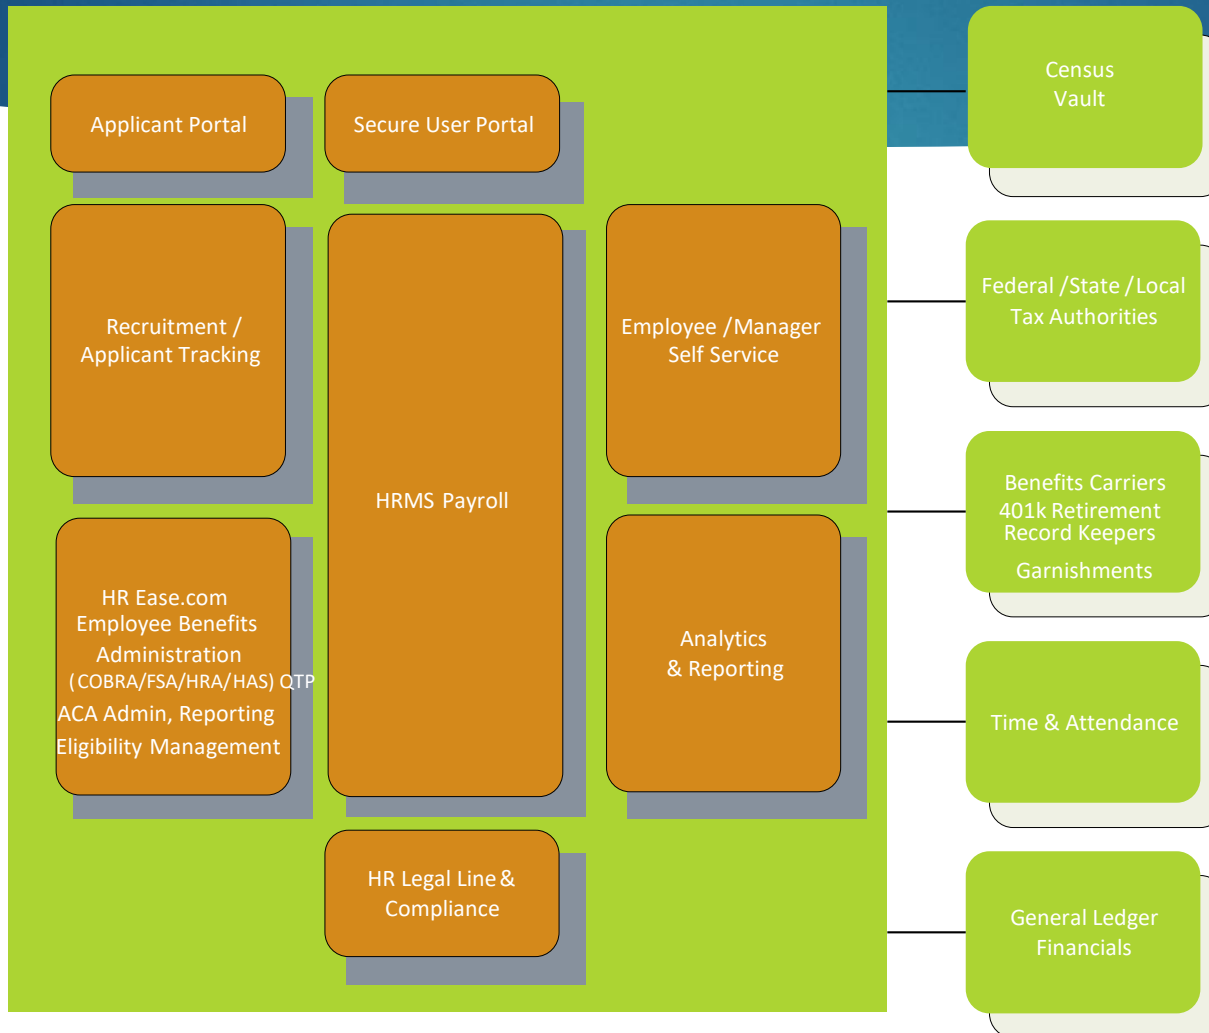 Applicant Portal
Secure User Portal
Recruitment /
Applicant Tracking
HRMS Payroll
Employee /Manager
Self Service
HR Ease.com
Employee Benefits
Administration
(COBRA/FSA/HRA/HAS) QTP
ACA Admin, Reporting
Eligibility Management
Analytics
& Reporting
HR Legal Line &
Compliance
Census
Vault
Federal /State /Local
Tax Authorities
Benefits Carriers
401k Retirement
Record Keepers
Garnishments
Time & Attendance
General Ledger
Financials